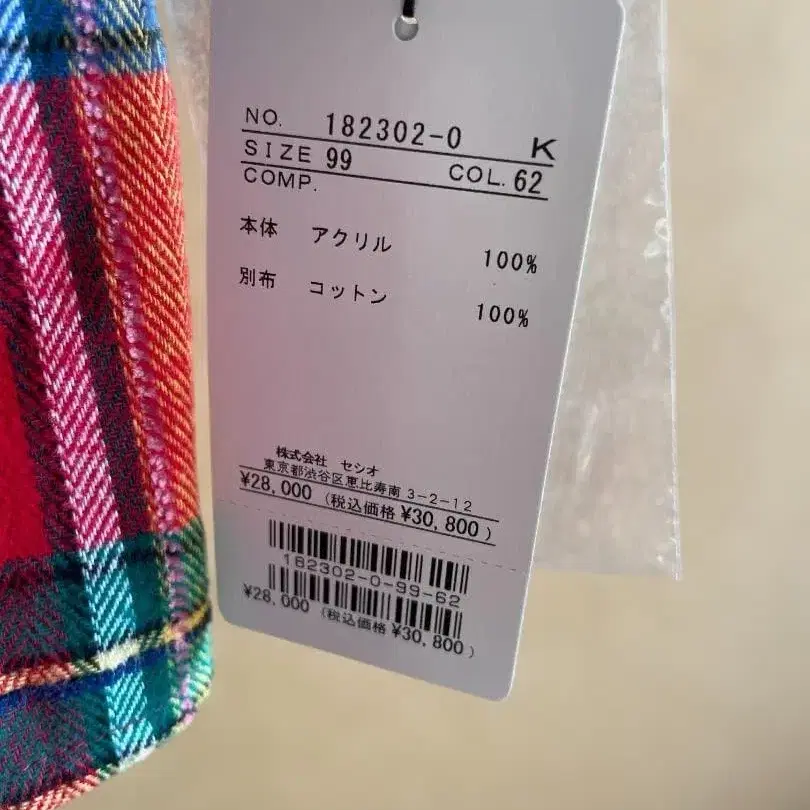 NO. 182302-0 K
SIZE 99 COL. 62
COMP.
本体 アクリル 100%
別布 コットン 100%
株式会社 セシオ
東京都渋谷区恵比寿南 3-2-12
¥28,000 (税込価格 ¥30,800)
182302-0-99-62
¥28,000 (税込価格 ¥30,800)